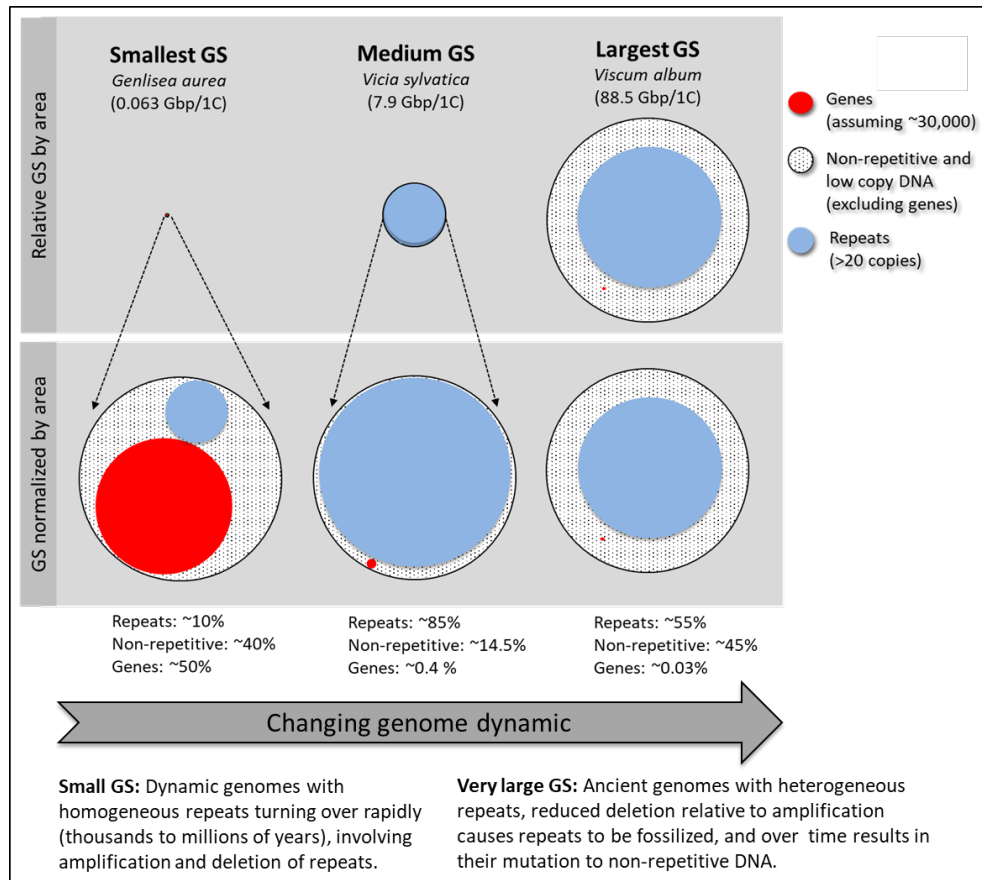 Smallest GS
Genlisea aurea
(0.063 Gbp/1C)
Medium GS
Vicia sylvatica
(7.9 Gbp/1C)
Largest GS
Viscum album
(88.5 Gbp/1C)
Genes
(assuming ~30,000)
Non-repetitive and
low copy DNA
(excluding genes)
Repeats
(>20 copies)
Relative GS by area
GS normalized by area
Repeats: ~10%
Non-repetitive: ~40%
Genes: ~50%
Repeats: ~85%
Non-repetitive: ~14.5%
Genes: ~0.4 %
Repeats: ~55%
Non-repetitive: ~45%
Genes: ~0.03%
Changing genome dynamic
Small GS: Dynamic genomes with
homogeneous repeats turning over rapidly
(thousands to millions of years), involving
amplification and deletion of repeats.
Very large GS: Ancient genomes with heterogeneous
repeats, reduced deletion relative to amplification
causes repeats to be fossilized, and over time results in
their mutation to non-repetitive DNA.